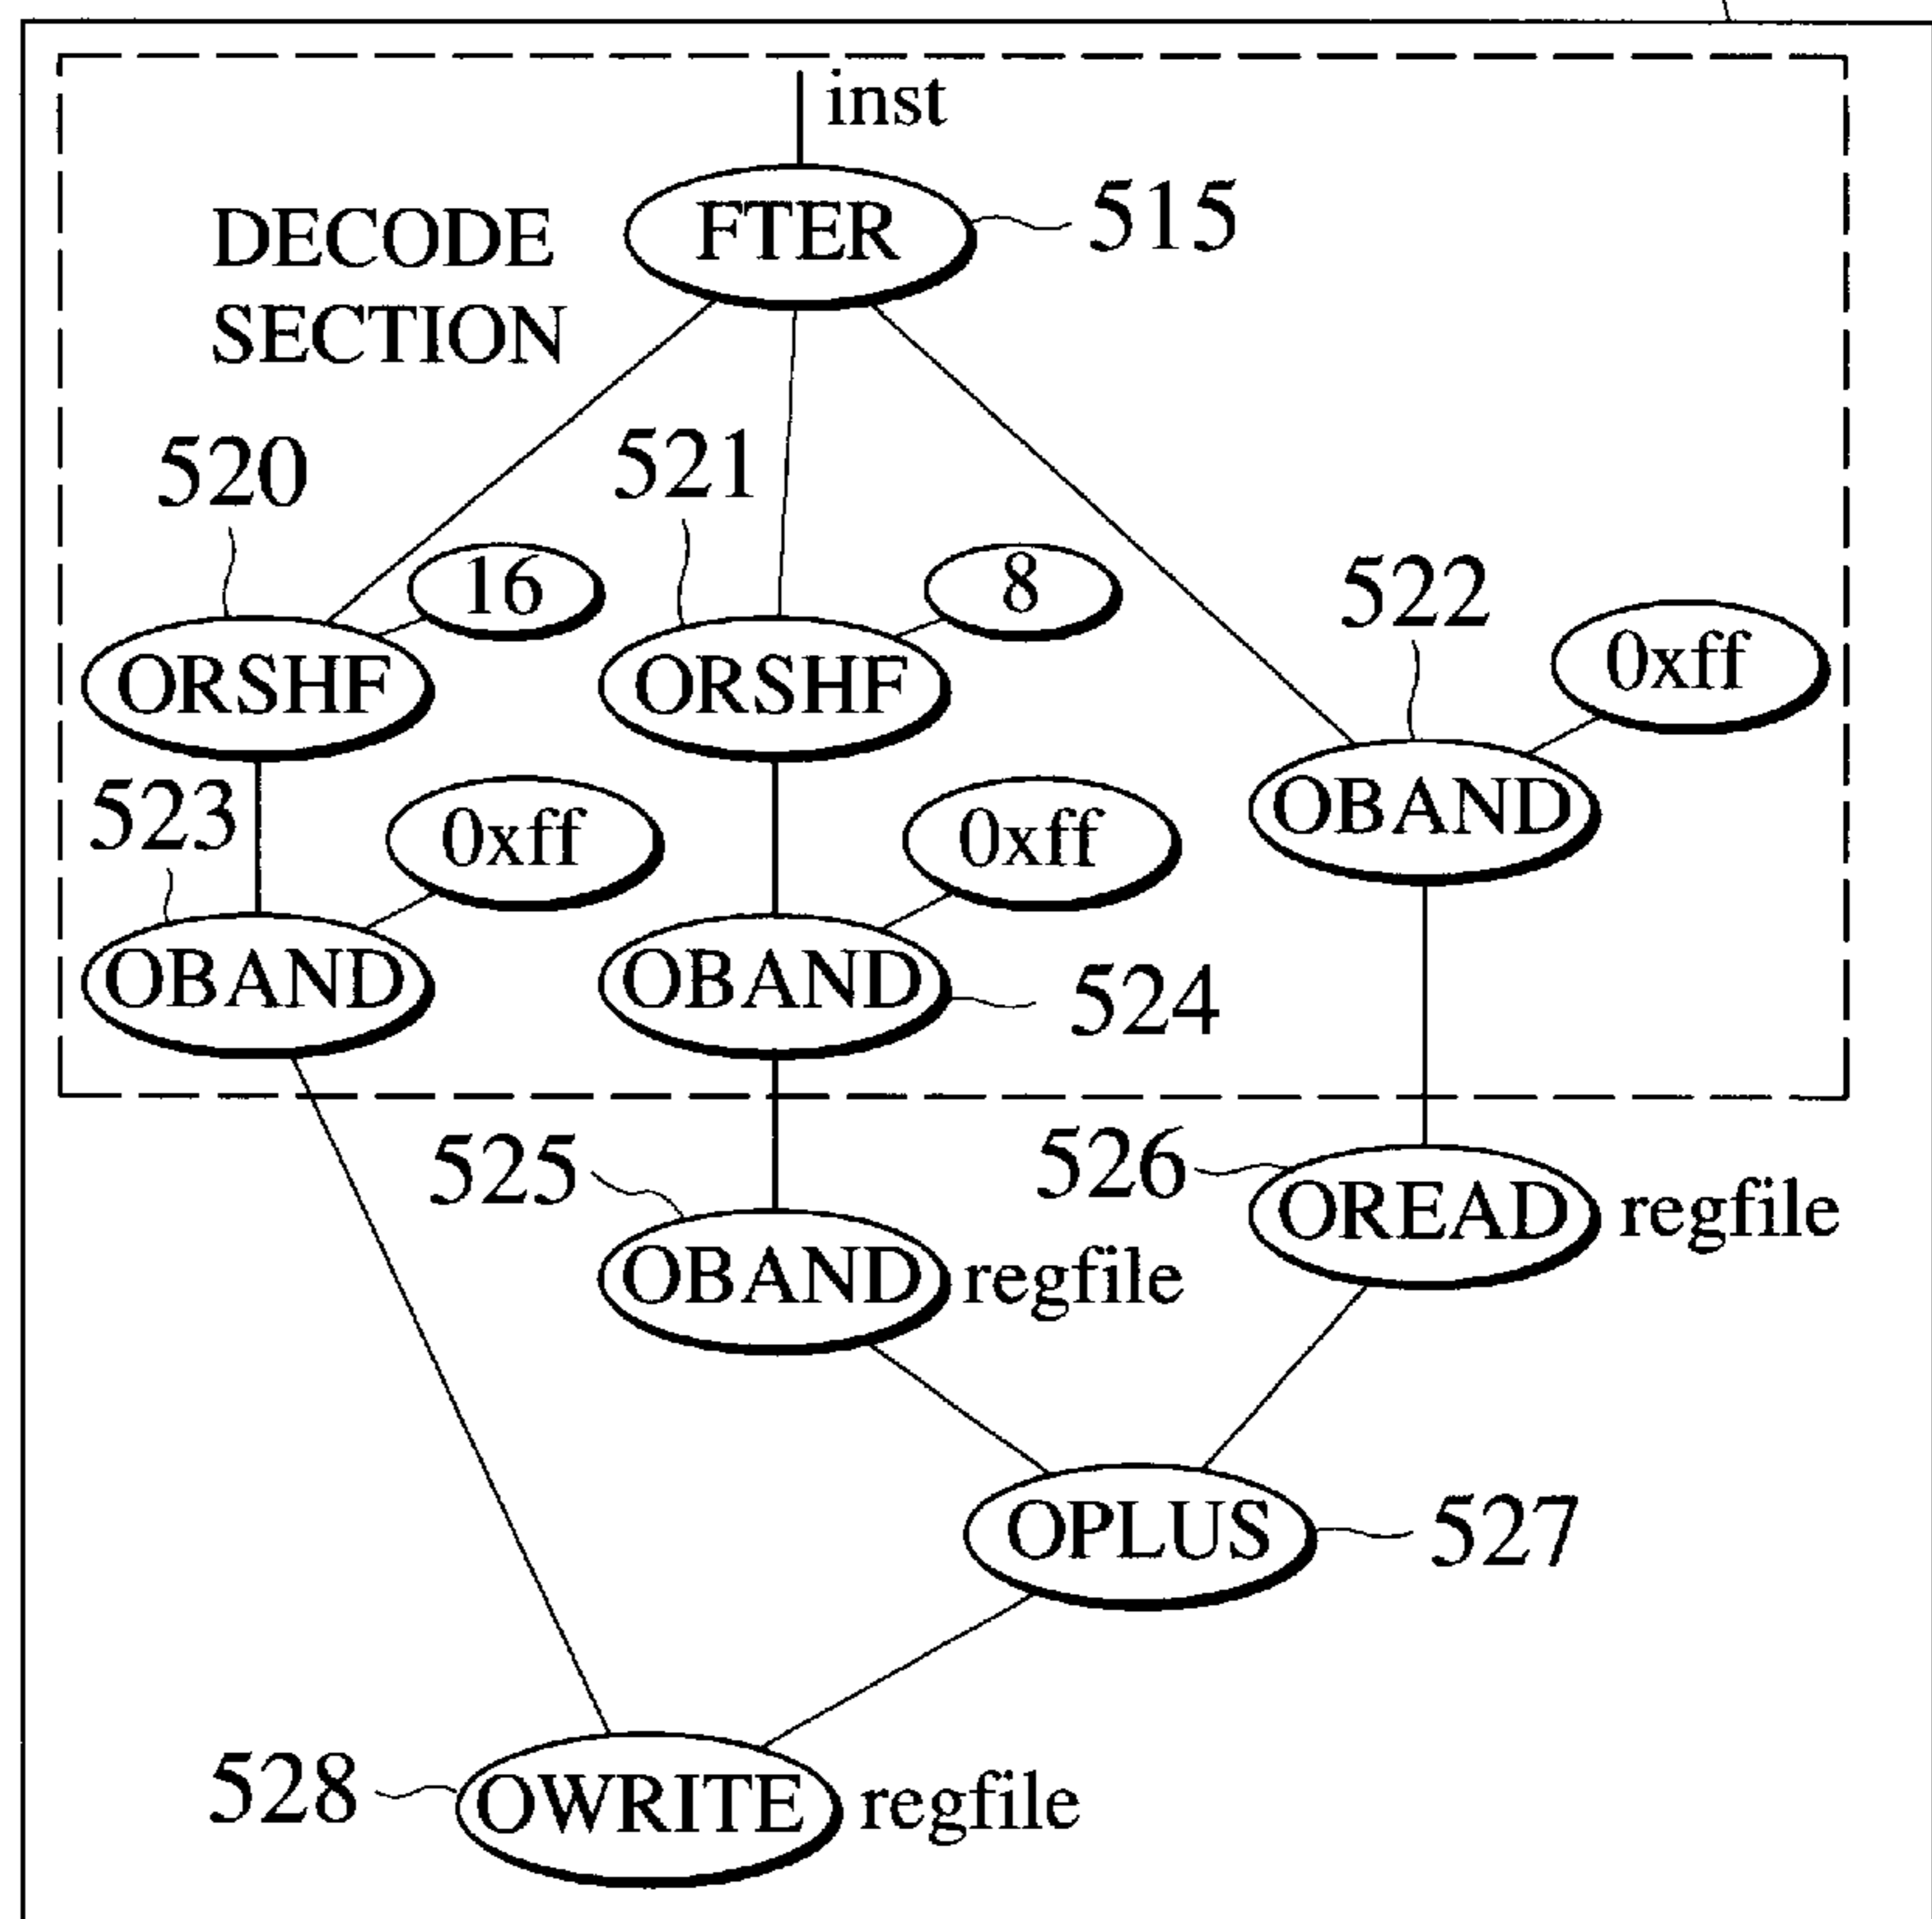 inst
FTER
515
DECODE
SECTION
520
521
16
8
522
ORSHF
ORSHF
0xff
523
0xff
0xff
OBAND
OBAND
OBAND
524
525
526
OREAD
regfile
OBAND
regfile
OPLUS
527
528
OWRITE
regfile